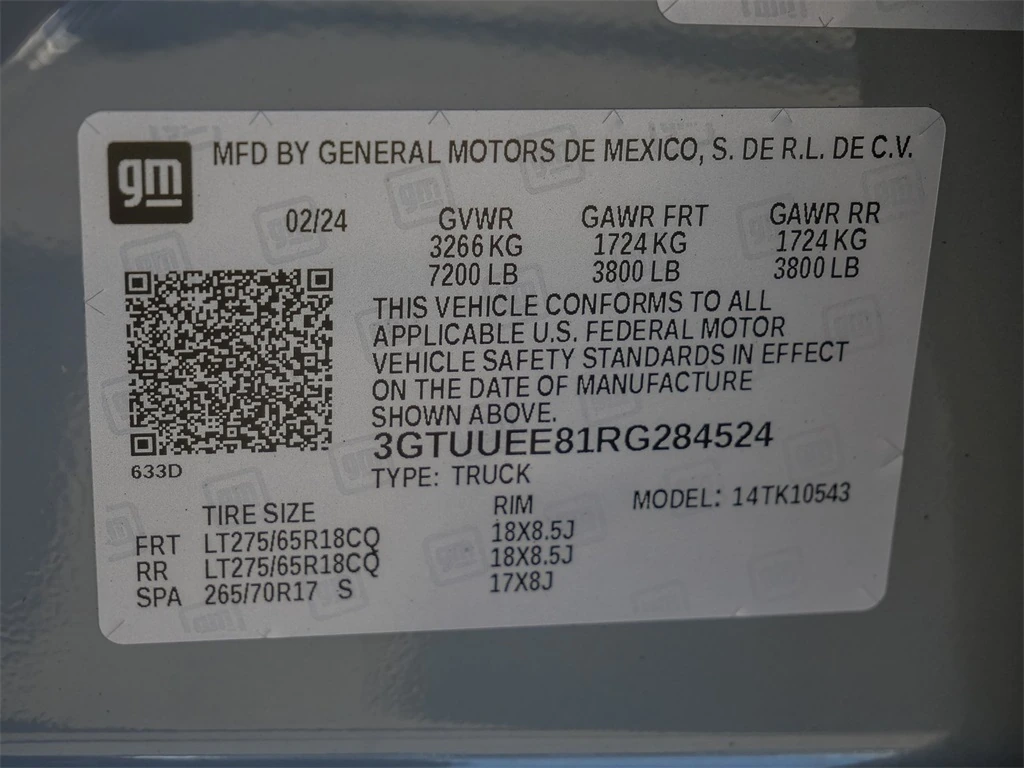 gm
MFD BY GENERAL MOTORS DE MEXICO, S. DE R.L. DE C.V.
02/24 GVWR GAWR FRT GAWR RR
3266 KG 1724 KG 1724 KG
7200 LB 3800 LB 3800 LB
THIS VEHICLE CONFORMS TO ALL
APPLICABLE U.S. FEDERAL MOTOR
VEHICLE SAFETY STANDARDS IN EFFECT
ON THE DATE OF MANUFACTURE
SHOWN ABOVE.
3GTUUEE81RG284524
633D
TYPE: TRUCK
TIRE SIZE RIM MODEL: 14TK10543
FRT LT275/65R18CQ 18X8.5J
RR LT275/65R18CQ 18X8.5J
SPA 265/70R17 S 17X8J